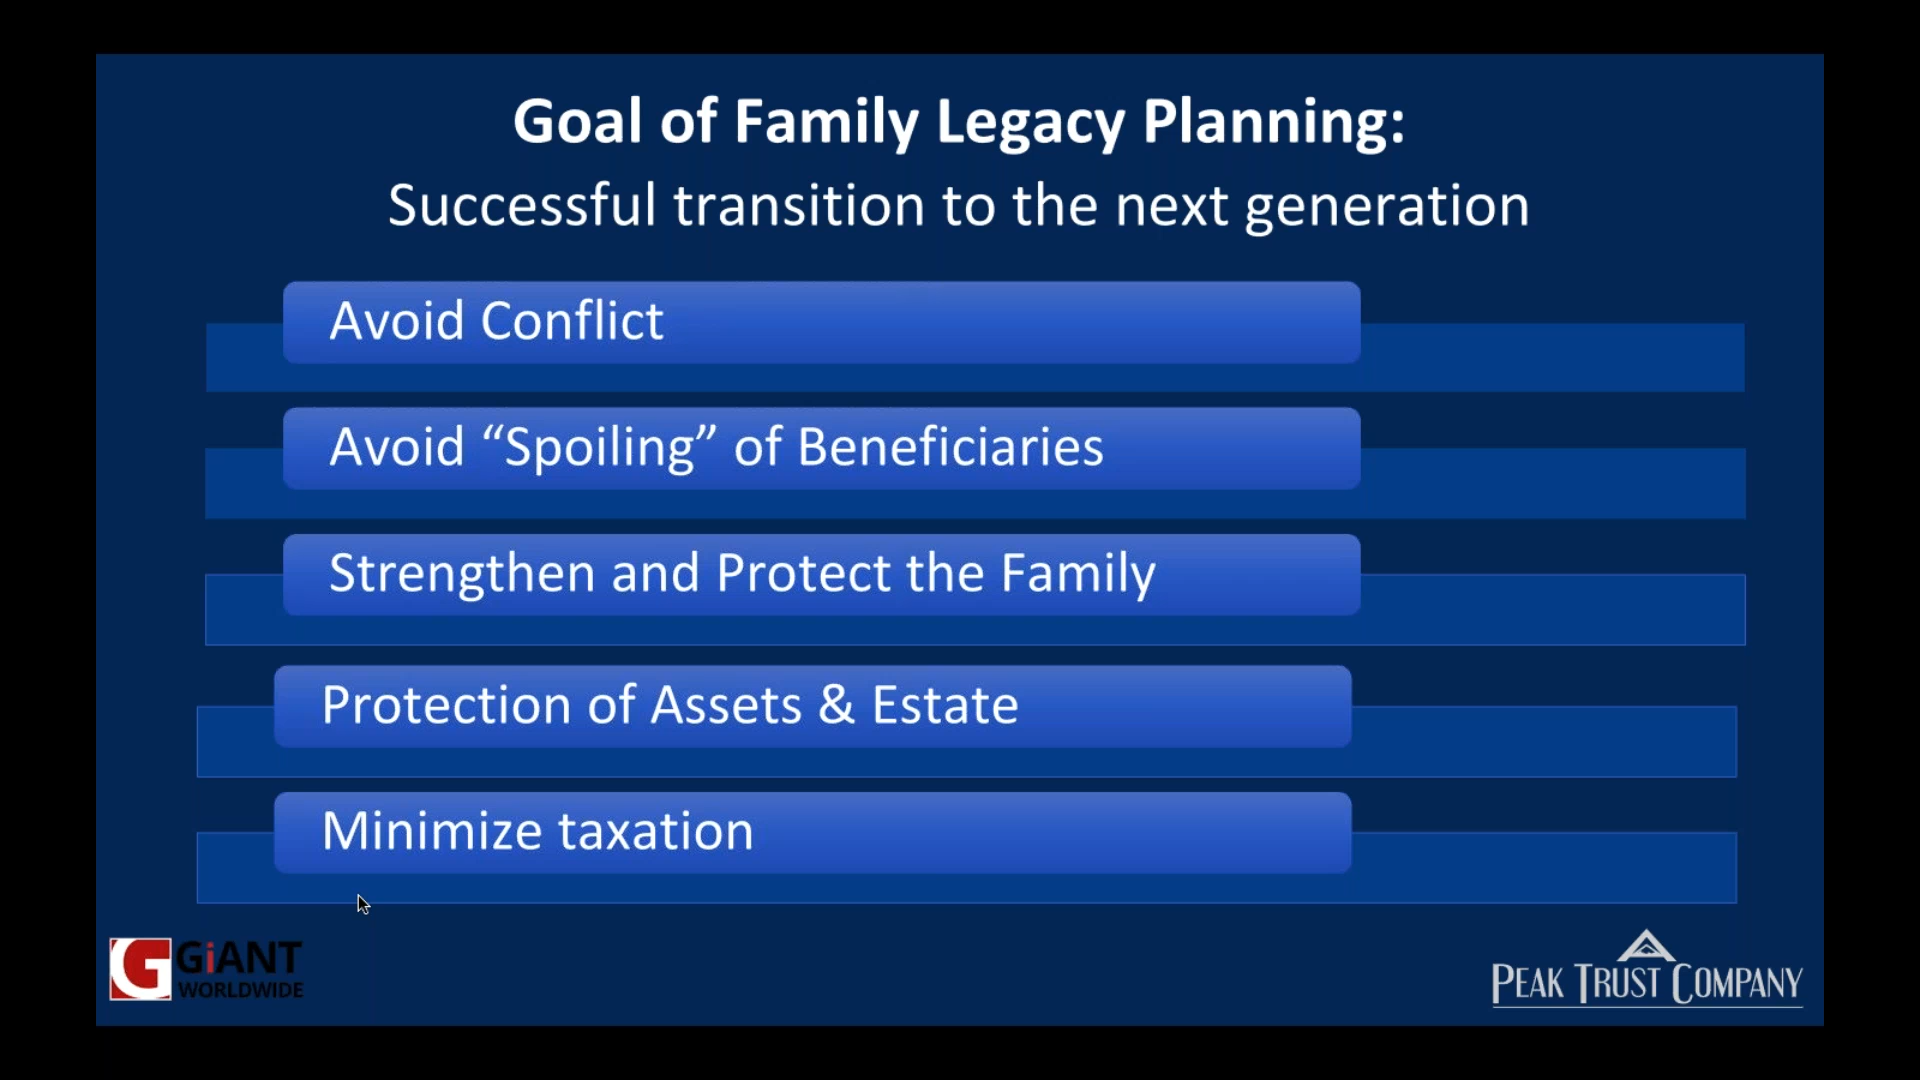 Goal of Family Legacy Planning:
Successful transition to the next generation
Avoid Conflict
Avoid “Spoiling” of Beneficiaries
Strengthen and Protect the Family
Protection of Assets & Estate
Minimize taxation
G GiANT
WORLDWIDE
PEAK TRUST COMPANY